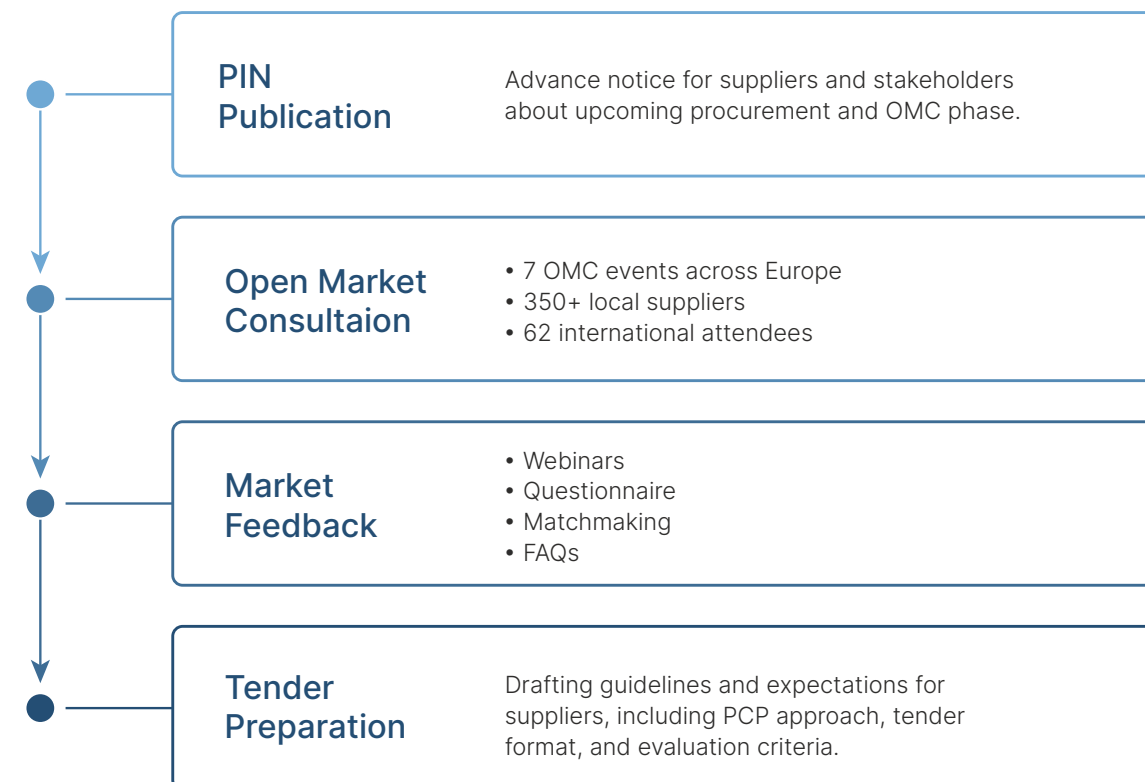 PIN
Publication
Advance notice for suppliers and stakeholders
about upcoming procurement and OMC phase.
Open Market
Consultaion
• 7 OMC events across Europe
• 350+ local suppliers
• 62 international attendees
Market
Feedback
• Webinars
• Questionnaire
• Matchmaking
• FAQs
Tender
Preparation
Drafting guidelines and expectations for
suppliers, including PCP approach, tender
format, and evaluation criteria.